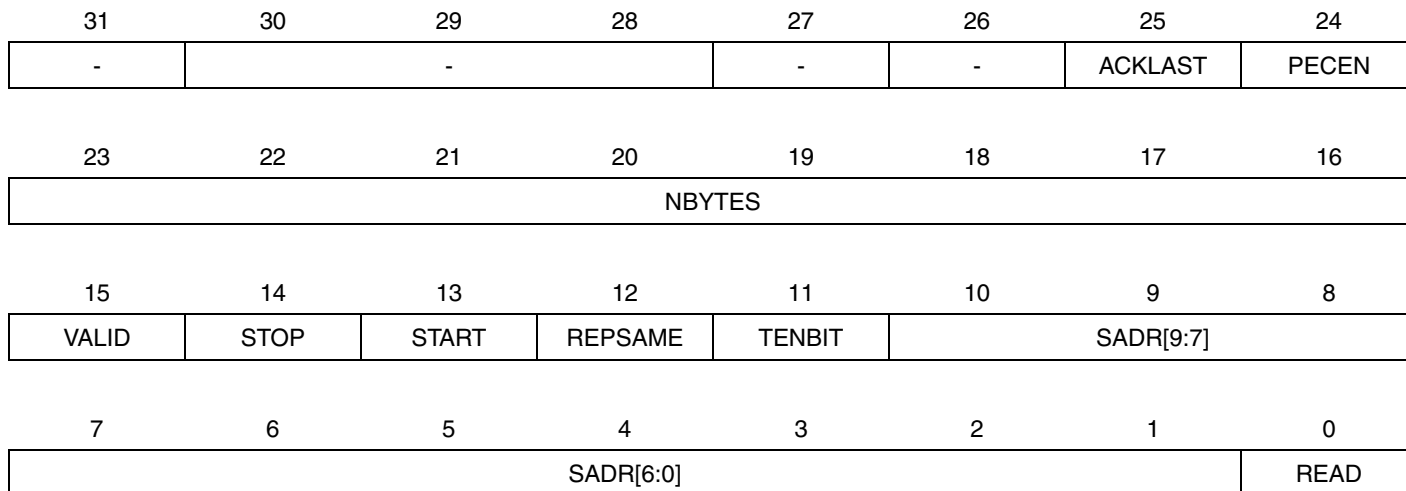 31 30 29 28 27 26 25 24
- - - - ACKLAST PECEN
23 22 21 20 19 18 17 16
NBYTES
15 14 13 12 11 10 9 8
VALID STOP START REPSAME TENBIT SADR[9:7]
7 6 5 4 3 2 1 0
SADR[6:0] READ